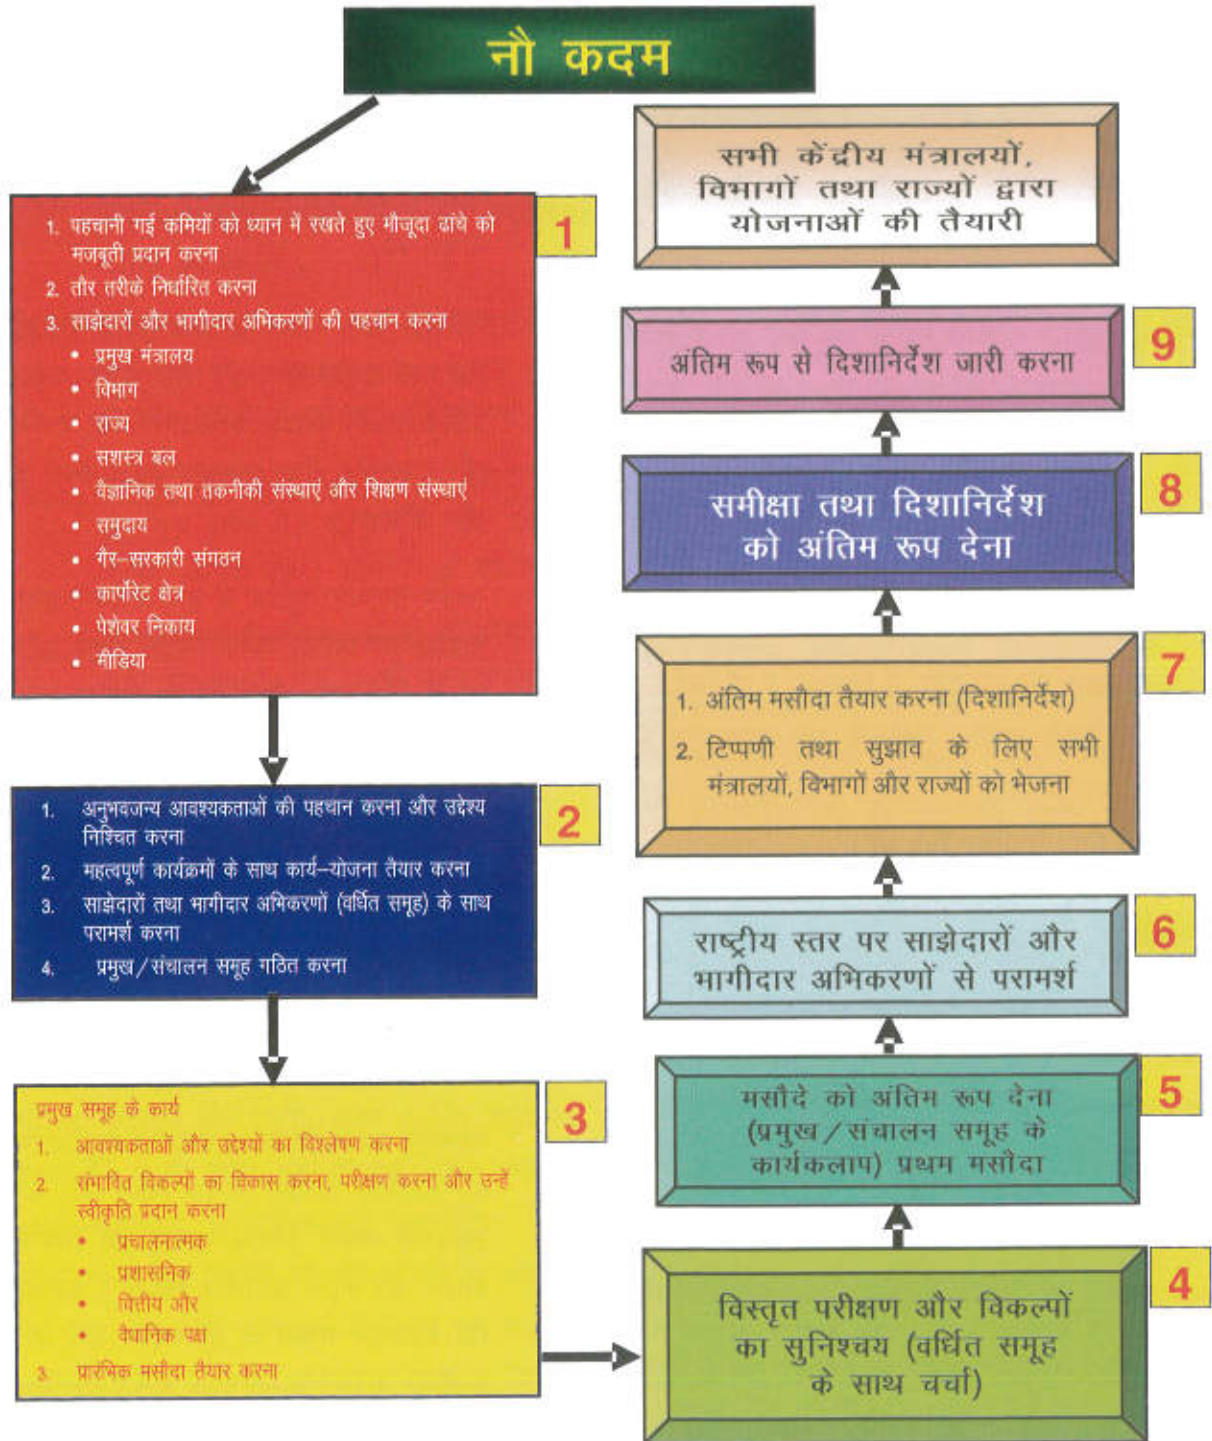 नौ कदम
1. पहचानी गई कमियों को ध्यान में रखते हुए मौजूदा ढांचे को
मजबूती प्रदान करना
2. तौर तरीके निर्धारित करना
3. साझेदारों और भागीदार अभिकरणों की पहचान करना
• प्रमुख मंत्रालय
• विभाग
• राज्य
• सशस्त्र बल
• वैज्ञानिक तथा तकनीकी संस्थाएं और शिक्षण संस्थाएं
• समुदाय
• गैर–सरकारी संगठन
• कार्पोरेट क्षेत्र
• पेशेवर निकाय
• मीडिया
1
1. अनुभवजन्य आवश्यकताओं की पहचान करना और उद्देश्य
निश्चित करना
2. महत्वपूर्ण कार्यक्रमों के साथ कार्य–योजना तैयार करना
3. साझेदारों तथा भागीदार अभिकरणों (वर्धित समूह) के साथ
परामर्श करना
4. प्रमुख/संचालन समूह गठित करना
2
प्रमुख समूह के कार्य
1. आवश्यकताओं और उद्देश्यों का विश्लेषण करना
2. संभावित विकल्पों का विकास करना, परीक्षण करना और उन्हें
स्वीकृति प्रदान करना
• प्रचालनात्मक
• प्रशासनिक
• वित्तीय और
• वैधानिक पक्ष
3. प्रारंभिक मसौदा तैयार करना
3
विस्तृत परीक्षण और विकल्पों
का सुनिश्चय (वर्धित समूह
के साथ चर्चा)
4
मसौदे को अंतिम रूप देना
(प्रमुख/संचालन समूह के
कार्यकलाप) प्रथम मसौदा
5
राष्ट्रीय स्तर पर साझेदारों और
भागीदार अभिकरणों से परामर्श
6
1. अंतिम मसौदा तैयार करना (दिशानिर्देश)
2. टिप्पणी तथा सुझाव के लिए सभी
मंत्रालयों, विभागों और राज्यों को भेजना
7
समीक्षा तथा दिशानिर्देश
को अंतिम रूप देना
8
अंतिम रूप से दिशानिर्देश जारी करना
9
सभी केंद्रीय मंत्रालयों,
विभागों तथा राज्यों द्वारा
योजनाओं की तैयारी